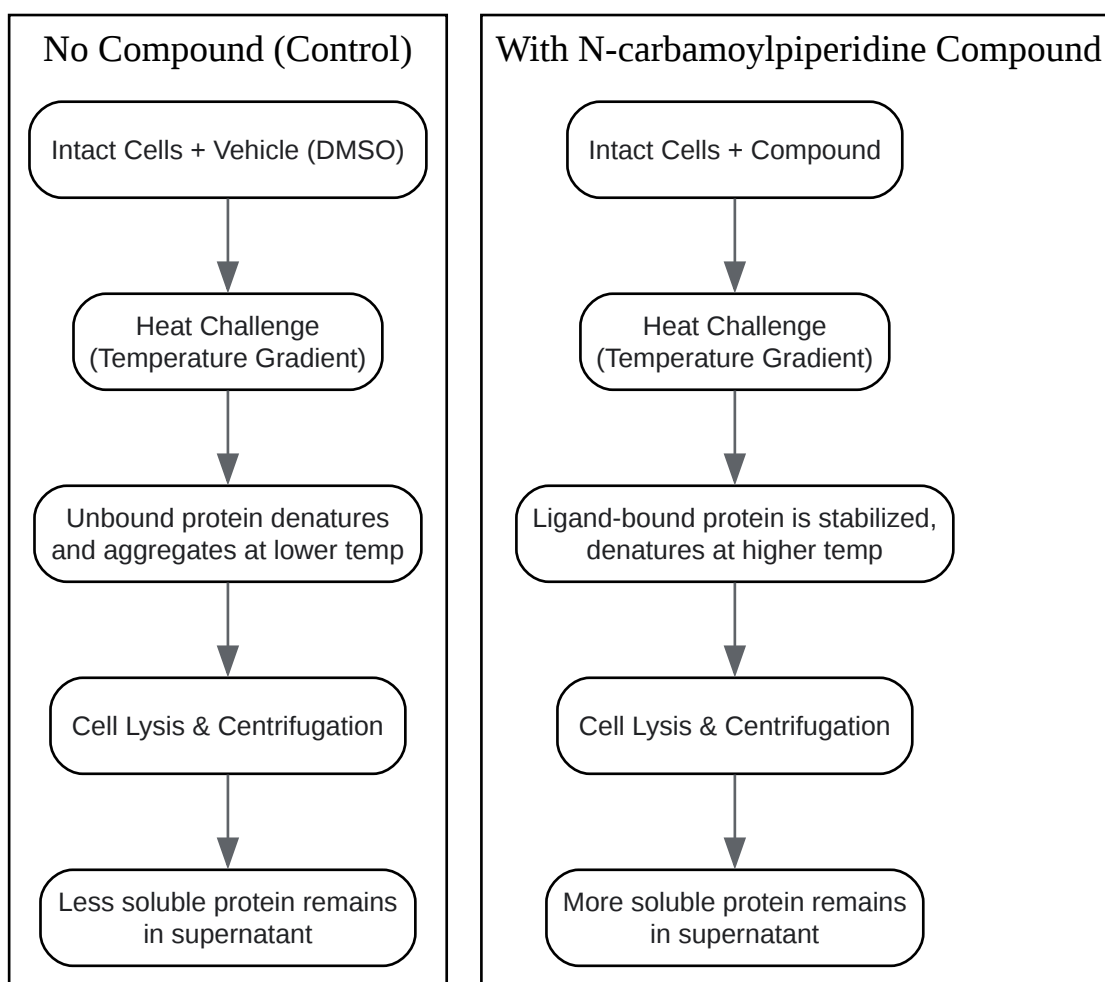 No Compound (Control)
Intact Cells + Vehicle (DMSO)
Heat Challenge
(Temperature Gradient)
Unbound protein denatures
and aggregates at lower temp
Cell Lysis & Centrifugation
Less soluble protein remains
in supernatant
With N-carbamoylpiperidine Compound
Intact Cells + Compound
Heat Challenge
(Temperature Gradient)
Ligand-bound protein is stabilized,
denatures at higher temp
Cell Lysis & Centrifugation
More soluble protein remains
in supernatant